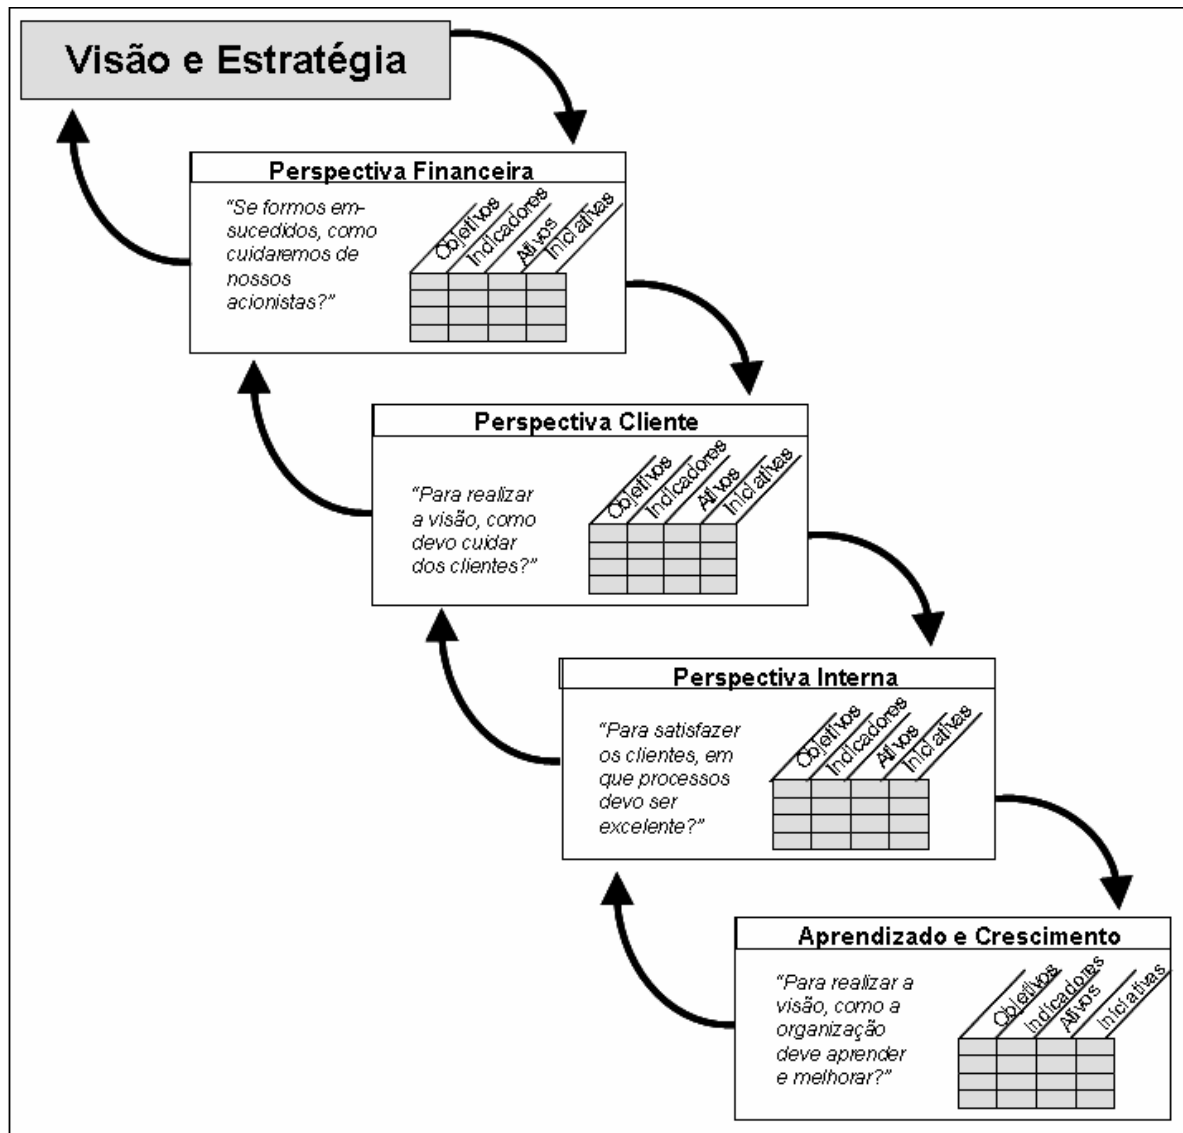 Visão e Estratégia
Perspectiva Financeira
“Se formos em-
sucedidos, como
cuidaremos de
nossos
acionistas?”
Objetivos
Indicadores
Ativos
Iniciativas
Perspectiva Cliente
“Para realizar
a visão, como
devo cuidar
dos clientes?”
Objetivos
Indicadores
Ativos
Iniciativas
Perspectiva Interna
“Para satisfazer
os clientes, em
que processos
devo ser
excelente?”
Objetivos
Indicadores
Ativos
Iniciativas
Aprendizado e Crescimento
“Para realizar a
visão, como a
organização
deve aprender
e melhorar?”
Objetivos
Indicadores
Ativos
Iniciativas